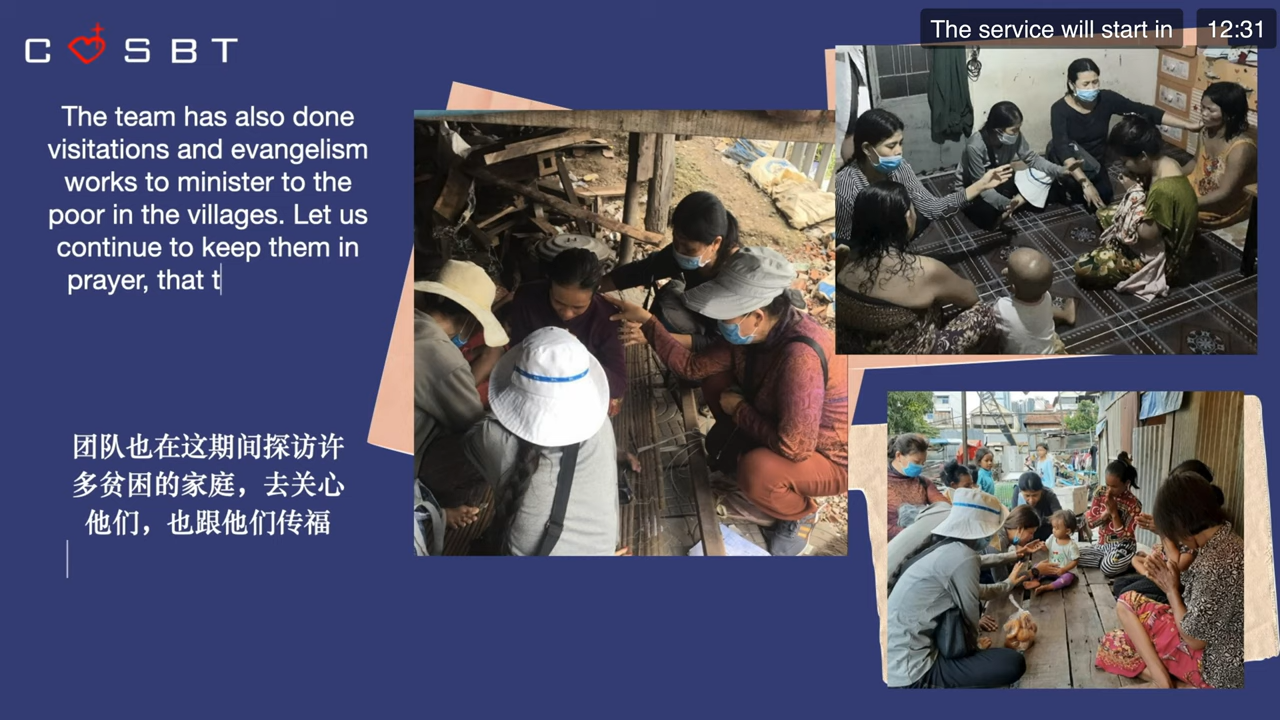 C SBT
The service will start in 12:31
The team has also done
visitations and evangelism
works to minister to the
poor in the villages. Let us
continue to keep them in
prayer, that t
团队也在这期间探访许
多贫困的家庭，去关心
他们，也跟他们传福